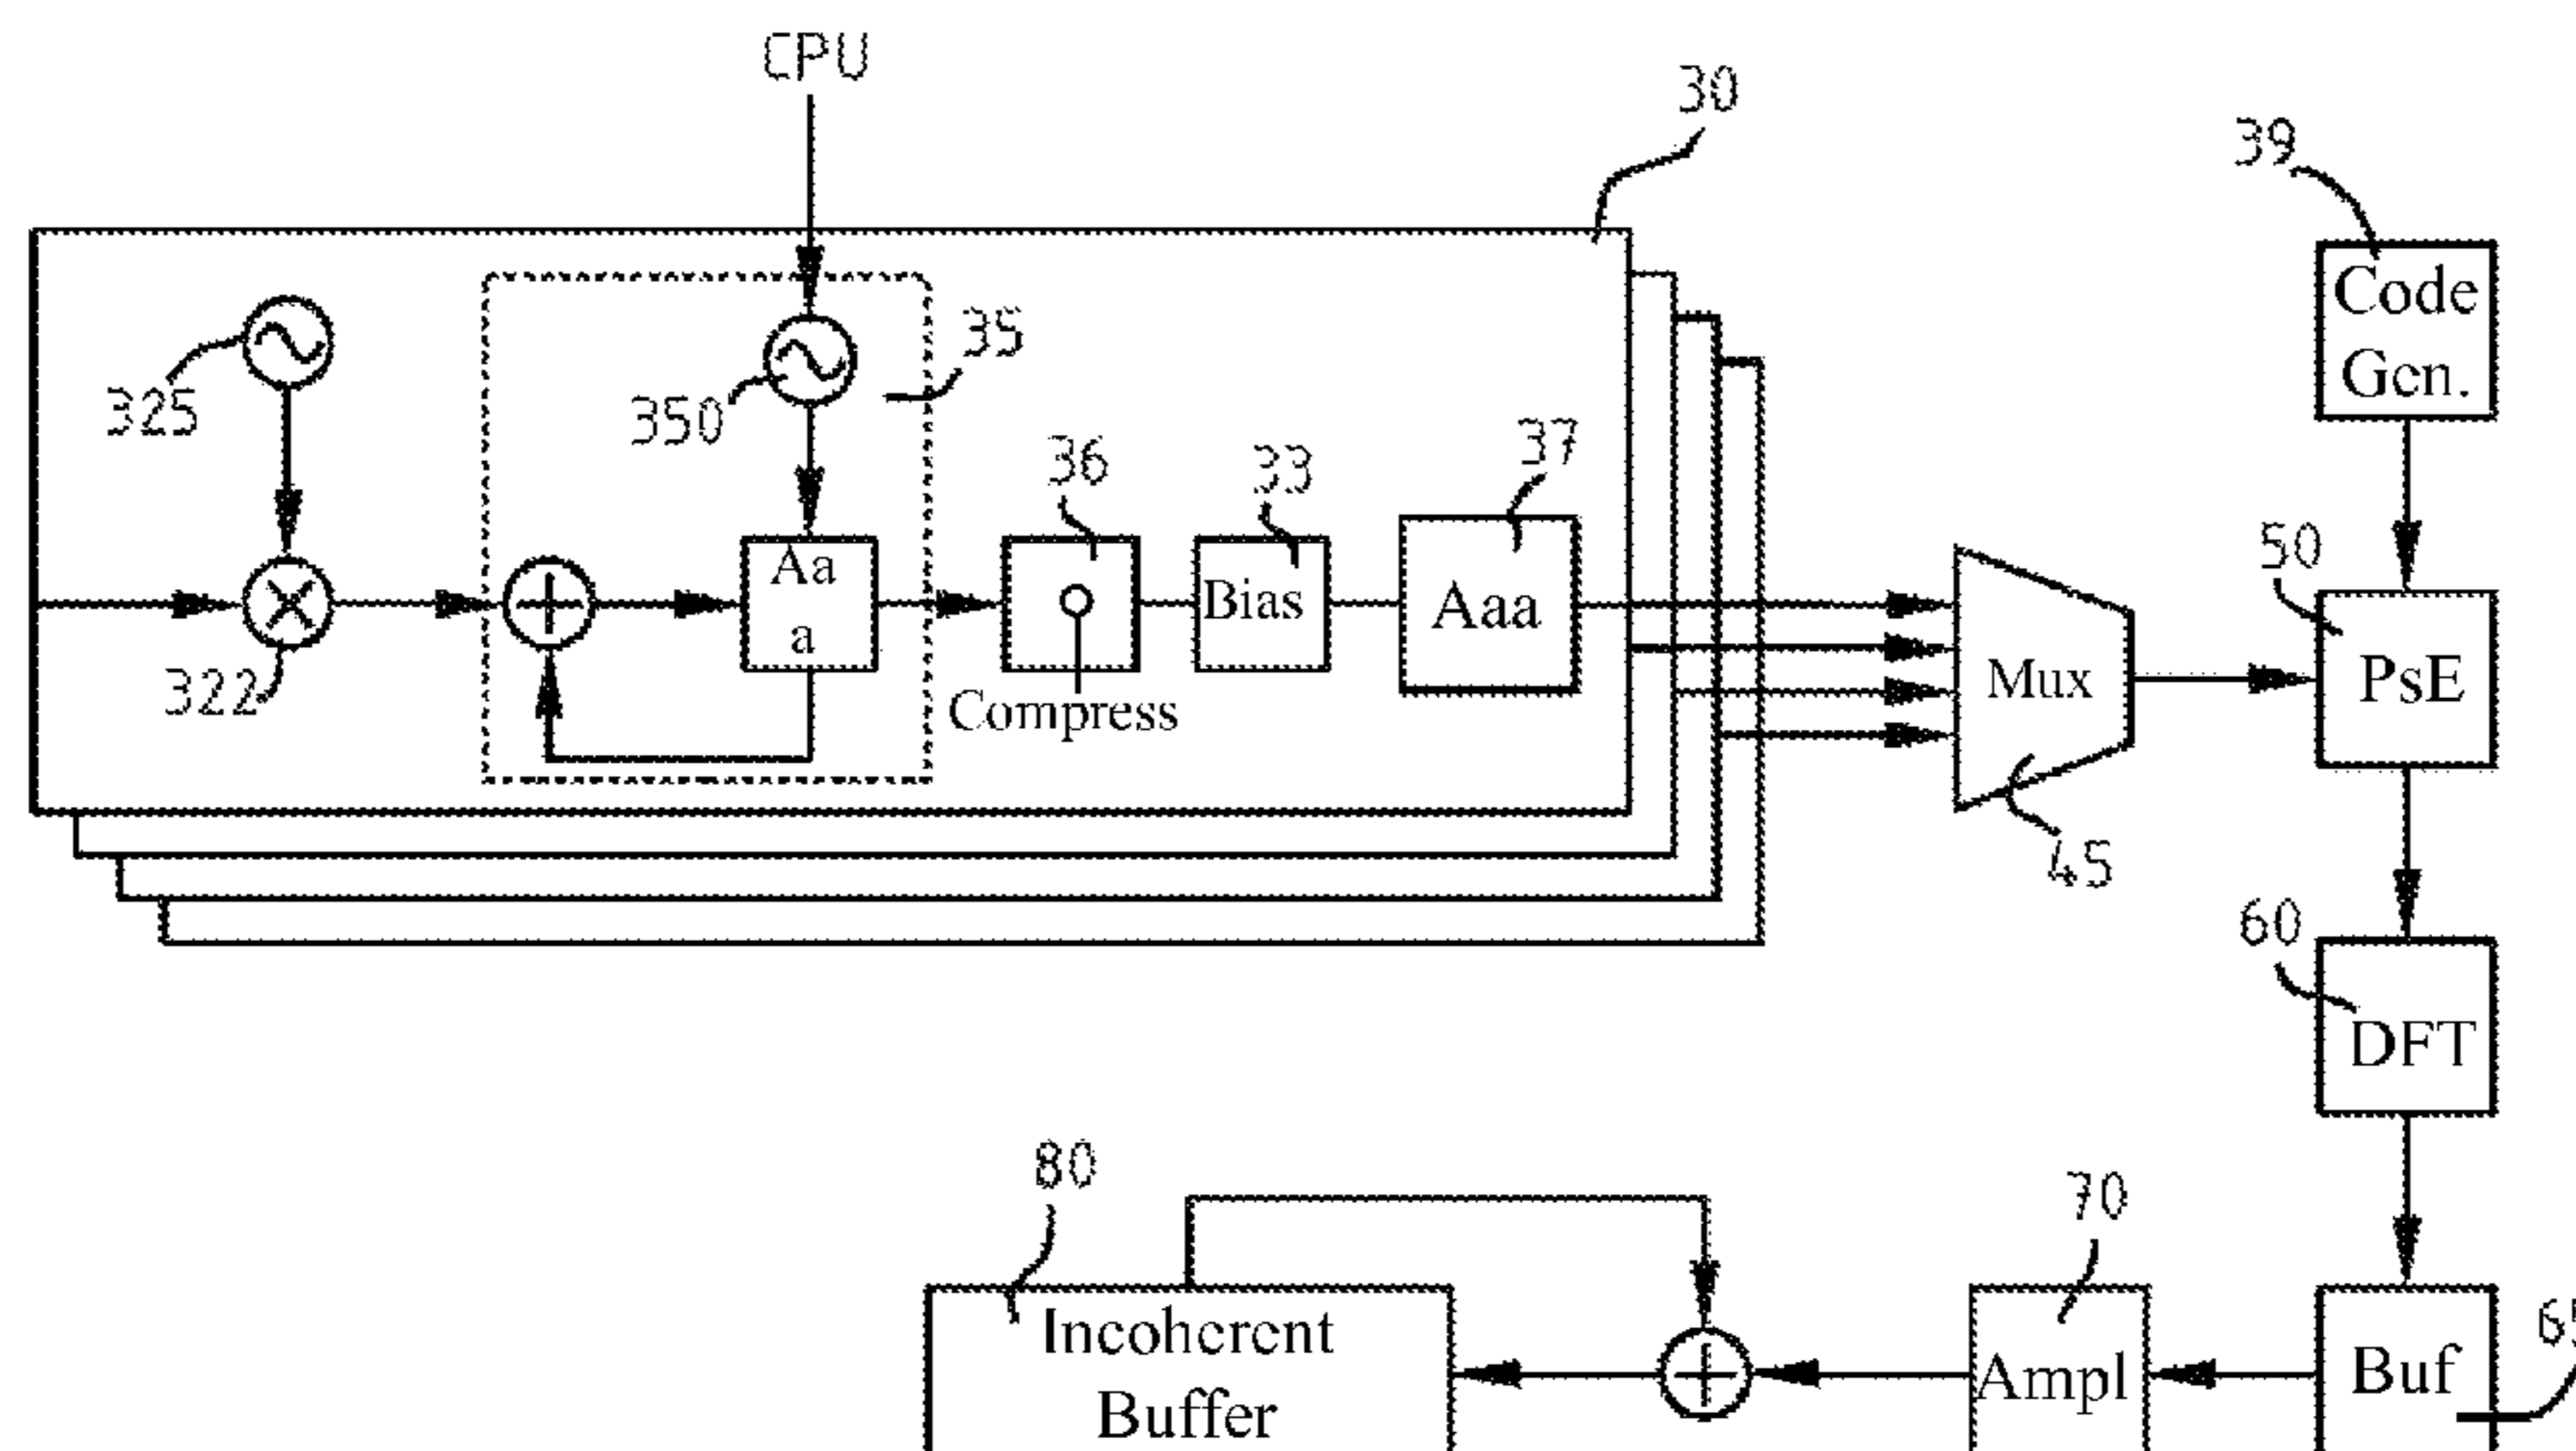 CPU
30
39
Code
Gen.
325
350
35
36
33
37
50
Aa
a
Bias
Aaa
Mux
PsE
322
Compress
45
60
DFT
80
70
65
Incoherent
Buffer
Ampl
Buf